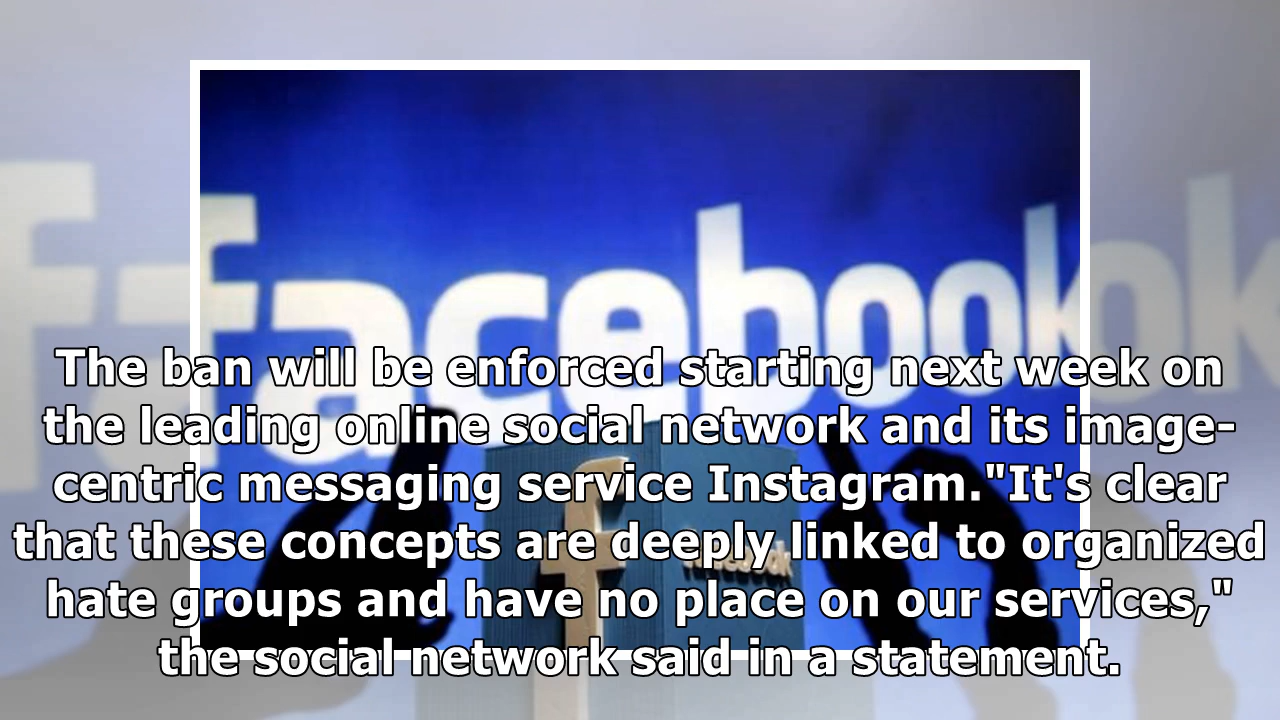 facebook
The ban will be enforced starting next week on
the leading online social network and its image-
centric messaging service Instagram."It's clear
that these concepts are deeply linked to organized
hate groups and have no place on our services,"
the social network said in a statement.
f facebook